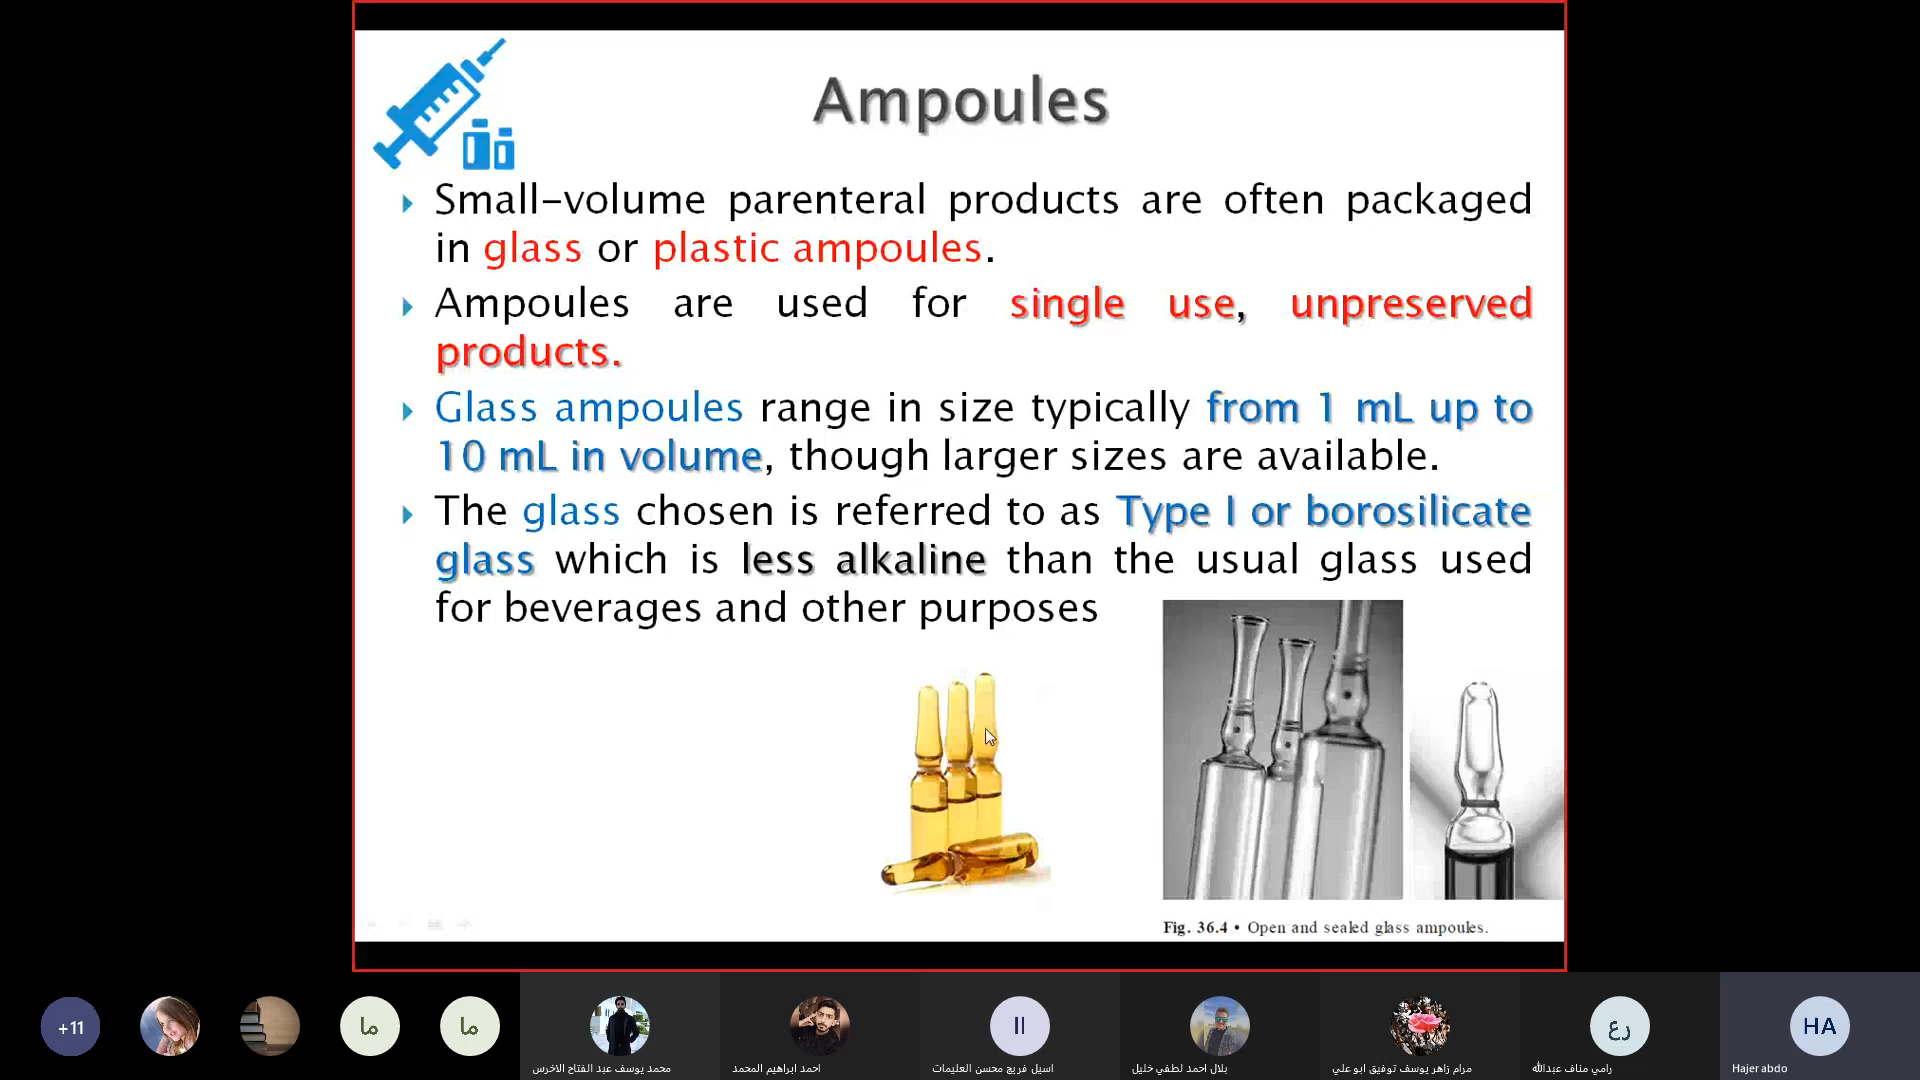 Ampoules
Small-volume parenteral products are often packaged
in glass or plastic ampoules.
Ampoules are used for single use, unpreserved
products.
Glass ampoules range in size typically from 1 mL up to
10 mL in volume, though larger sizes are available.
The glass chosen is referred to as Type I or borosilicate
glass which is less alkaline than the usual glass used
for beverages and other purposes
Fig. 36.4 • Open and sealed glass ampoules.
+11
ما
ما
اا
رع
HA
محمد يوسف عبد الفتاح الاخرس
احمد ابراهيم المحمد
اسيل فريح محسن العليمات
بلال احمد لطفي خليل
مرام زاهر يوسف توفيق ابو علي
رامي مناف عبدالله
Hajer abdo